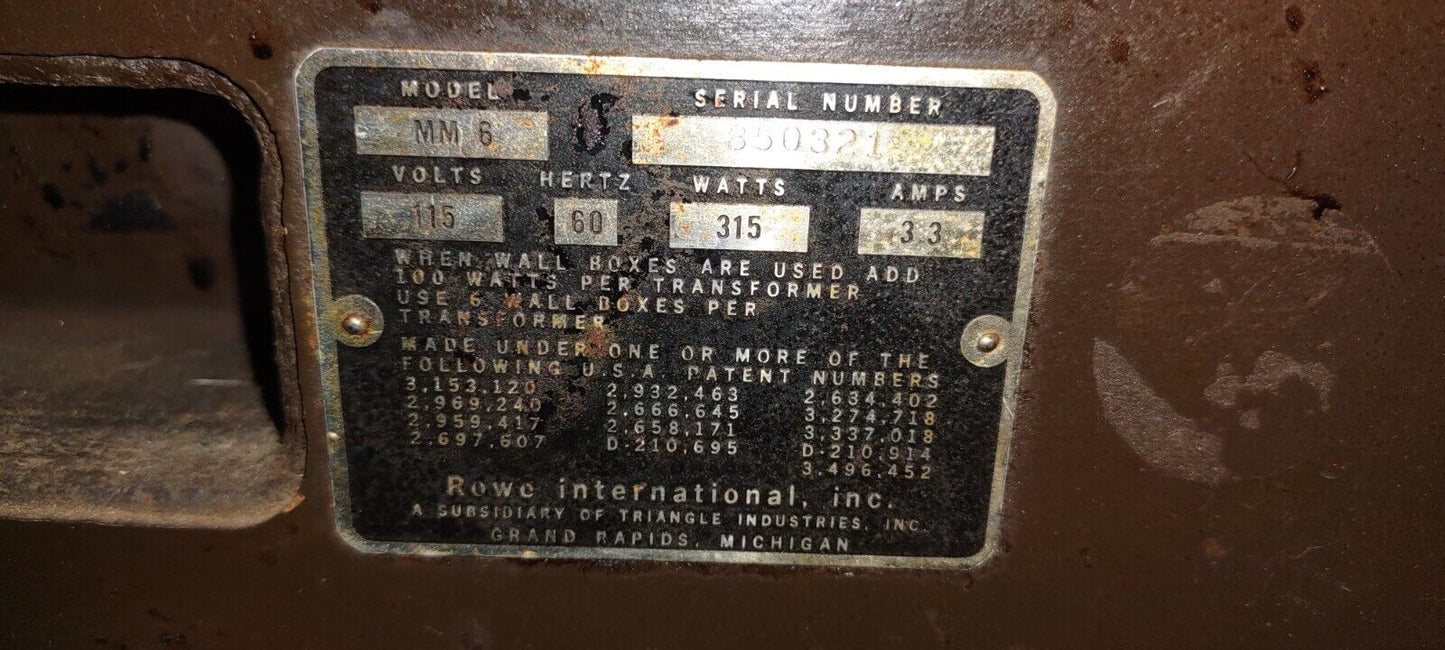 MODEL SERIAL NUMBER
MM 6 850321
VOLTS HERTZ WATTS AMPS
115 60 315 3.3
WHEN WALL BOXES ARE USED ADD
100 WATTS PER TRANSFORMER
USE 6 WALL BOXES PER
TRANSFORMER
MADE UNDER ONE OR MORE OF THE
FOLLOWING U.S.A. PATENT NUMBERS
3,153,120 2,932,463 2,634,402
2,969,240 2,666,645 3,274,718
2,959,417 2,658,171 3,337,018
2,697,607 D-210,695 D-210,914
3,496,452
Rowe international, inc.
A SUBSIDIARY OF TRIANGLE INDUSTRIES, INC.
GRAND RAPIDS, MICHIGAN